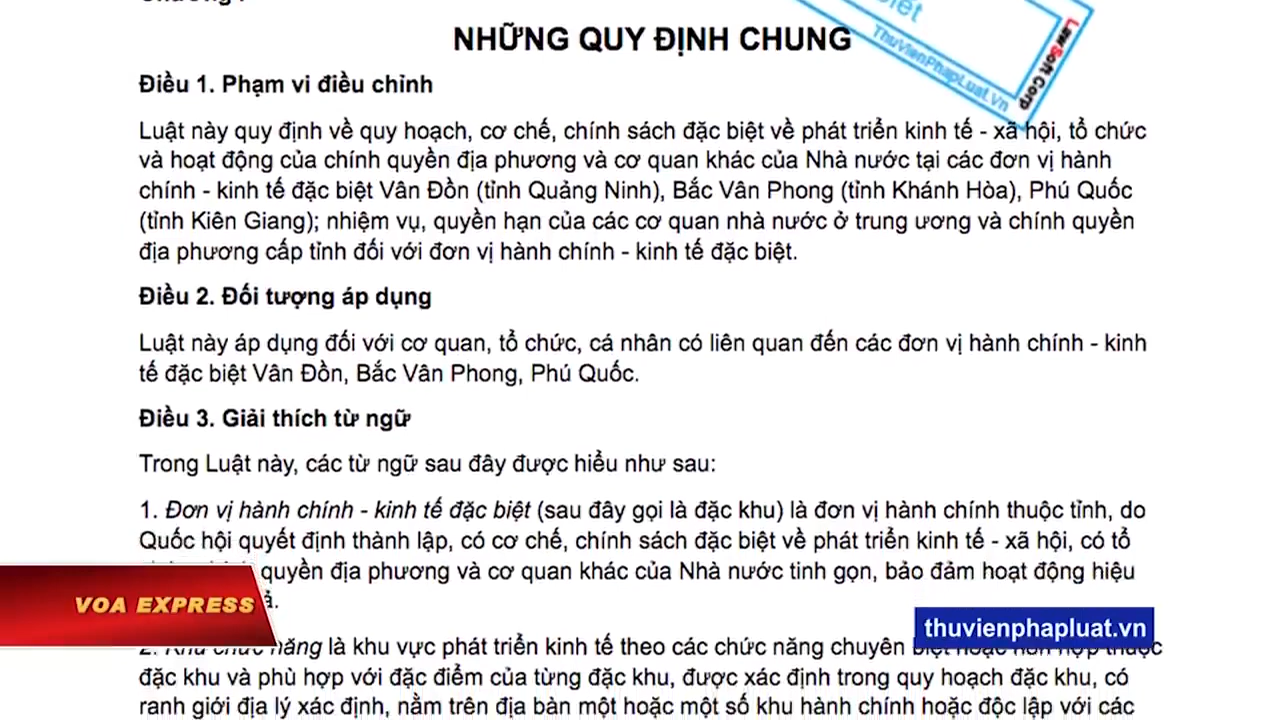 NHỮNG QUY ĐỊNH CHUNG
ThuVienPhapLuat.Vn
LawSoft Corp
Điều 1. Phạm vi điều chỉnh
Luật này quy định về quy hoạch, cơ chế, chính sách đặc biệt về phát triển kinh tế - xã hội, tổ chức
và hoạt động của chính quyền địa phương và cơ quan khác của Nhà nước tại các đơn vị hành
chính - kinh tế đặc biệt Vân Đồn (tỉnh Quảng Ninh), Bắc Vân Phong (tỉnh Khánh Hòa), Phú Quốc
(tỉnh Kiên Giang); nhiệm vụ, quyền hạn của các cơ quan nhà nước ở trung ương và chính quyền
địa phương cấp tỉnh đối với đơn vị hành chính - kinh tế đặc biệt.
Điều 2. Đối tượng áp dụng
Luật này áp dụng đối với cơ quan, tổ chức, cá nhân có liên quan đến các đơn vị hành chính - kinh
tế đặc biệt Vân Đồn, Bắc Vân Phong, Phú Quốc.
Điều 3. Giải thích từ ngữ
Trong Luật này, các từ ngữ sau đây được hiểu như sau:
1. Đơn vị hành chính - kinh tế đặc biệt (sau đây gọi là đặc khu) là đơn vị hành chính thuộc tỉnh, do
Quốc hội quyết định thành lập, có cơ chế, chính sách đặc biệt về phát triển kinh tế - xã hội, có tổ
quyền địa phương và cơ quan khác của Nhà nước tinh gọn, bảo đảm hoạt động hiệu
VOA EXPRESS
thuvienphapluat.vn
2. Khu chức năng là khu vực phát triển kinh tế theo các chức năng chuyên biệt hoặc hỗn hợp thuộc
đặc khu và phù hợp với đặc điểm của từng đặc khu, được xác định trong quy hoạch đặc khu, có
ranh giới địa lý xác định, nằm trên địa bàn một hoặc một số khu hành chính hoặc độc lập với các